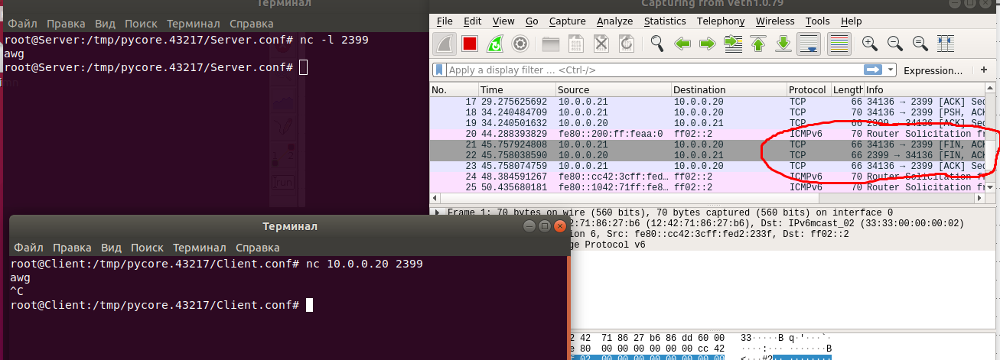 Терминал
Файл Правка Вид Поиск Терминал Справка
root@Server:/tmp/pycore.43217/Server.conf# nc -l 2399
awg
root@Server:/tmp/pycore.43217/Server.conf#
Capturing from veth1.0.79
File Edit View Go Capture Analyze Statistics Telephony Wireless Tools Help
Apply a display filter … <Ctrl-/> Expression… +
No. Time Source Destination Protocol Length Info
17 29.275625692 10.0.0.21 10.0.0.20 TCP 66 34136 → 2399 [ACK] Seq
18 34.240484709 10.0.0.21 10.0.0.20 TCP 70 34136 → 2399 [PSH, ACK
19 34.240501632 10.0.0.20 10.0.0.21 TCP 66 2399 → 34136 [ACK] Seq
20 44.288393829 fe80::200:ff:feaa:0 ff02::2 ICMPv6 70 Router Solicitation fr
21 45.757924808 10.0.0.21 10.0.0.20 TCP 66 34136 → 2399 [FIN, ACK
22 45.758038590 10.0.0.20 10.0.0.21 TCP 66 2399 → 34136 [FIN, ACK
23 45.758074759 10.0.0.21 10.0.0.20 TCP 66 34136 → 2399 [ACK] Seq
24 48.384591267 fe80::cc42:3cff:fed… ff02::2 ICMPv6 70 Router Solicitation fr
25 50.435680181 fe80::1042:71ff:fe8… ff02::2 ICMPv6 70 Router Solicitation fr
Frame 1: 70 bytes on wire (560 bits), 70 bytes captured (560 bits) on interface 0
2:71:86:27:b6 (12:42:71:86:27:b6), Dst: IPv6mcast_02 (33:33:00:00:00:02)
ion 6, Src: fe80::cc42:3cff:fed2:233f, Dst: ff02::2
ge Protocol v6
Терминал
Файл Правка Вид Поиск Терминал Справка
root@Client:/tmp/pycore.43217/Client.conf# nc 10.0.0.20 2399
awg
^C
root@Client:/tmp/pycore.43217/Client.conf#
2 42 71 86 27 b6 86 dd 60 00 33·····B q·'···`·
e 80 00 00 00 00 00 00 cc 42 ····:··· ·······B
f 02 00 00 00 00 00 00 00 00 <·#?